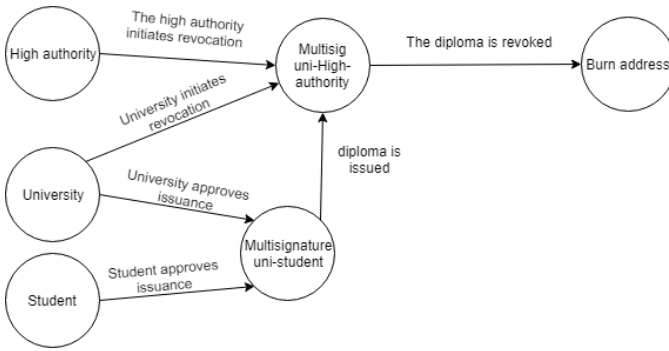 The high authority
initiates revocation
High authority
Multisig
uni-High-
authority
The diploma is revoked
Burn address
University initiates
revocation
diploma is
issued
University
University approves
issuance
Multisignature
uni-student
Student approves
issuance
Student